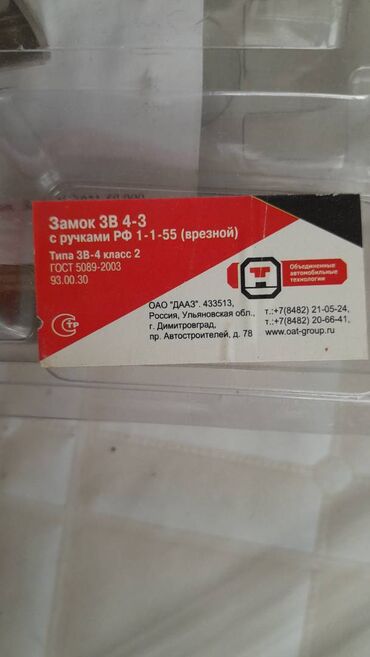 Замок ЗВ 4-3
с ручками РФ 1-1-55 (врезной)
Типа ЗВ-4 класс 2
ГОСТ 5089-2003
93.00.30
Объединенные
автомобильные
технологии
ОАО "ДААЗ". 433513,
Россия, Ульяновская обл.,
г. Димитровград,
пр. Автостроителей, д. 78
т.:+7(8482) 21-05-24,
т.:+7(8482) 20-66-41,
www.oat-group.ru